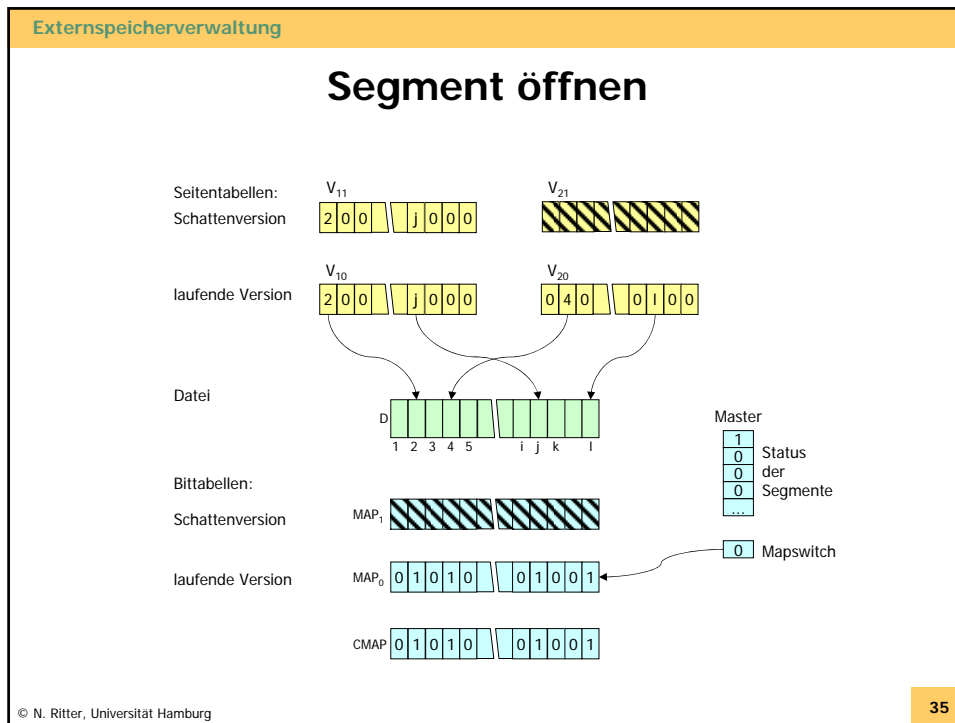 Externspeicherverwaltung
Segment öffnen
Seitentabellen:
V11
V21
Schattenversion
2 0 0 j 0 0 0
V10
V20
laufende Version
2 0 0 j 0 0 0
0 4 0 0 l 0 0
Datei
D
1 2 3 4 5 i j k l
Master
1
0 Status
0 der
0 Segmente
...
Bittabellen:
Schattenversion
MAP1
0 Mapswitch
laufende Version
MAP0 0 1 0 1 0 0 1 0 0 1
CMAP 0 1 0 1 0 0 1 0 0 1
© N. Ritter, Universität Hamburg
35